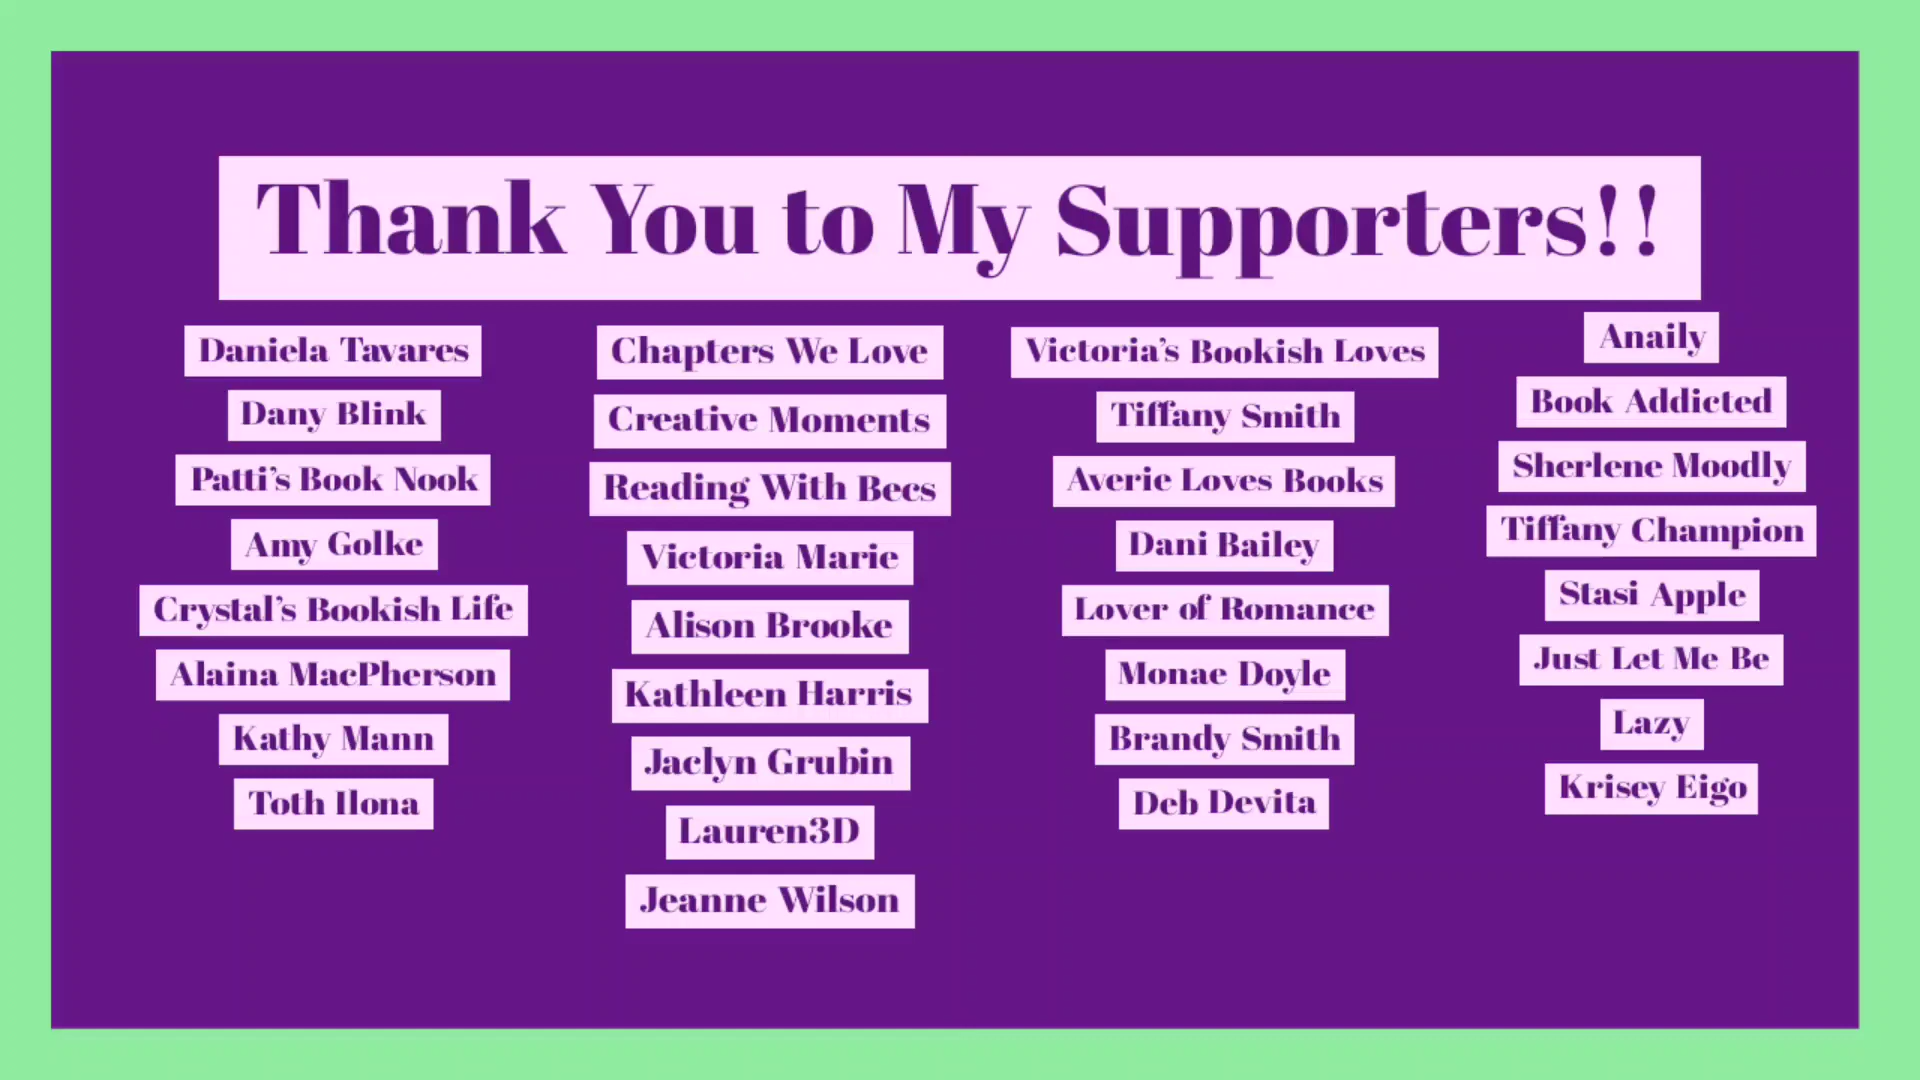 Thank You to My Supporters!!
Daniela Tavares
Dany Blink
Patti's Book Nook
Amy Golke
Crystal's Bookish Life
Alaina MacPherson
Kathy Mann
Toth Ilona
Chapters We Love
Creative Moments
Reading With Becs
Victoria Marie
Alison Brooke
Kathleen Harris
Jaclyn Grubin
Lauren3D
Jeanne Wilson
Victoria's Bookish Loves
Tiffany Smith
Averie Loves Books
Dani Bailey
Lover of Romance
Monae Doyle
Brandy Smith
Deb Devita
Anaily
Book Addicted
Sherlene Moodly
Tiffany Champion
Stasi Apple
Just Let Me Be
Lazy
Krisey Eigo